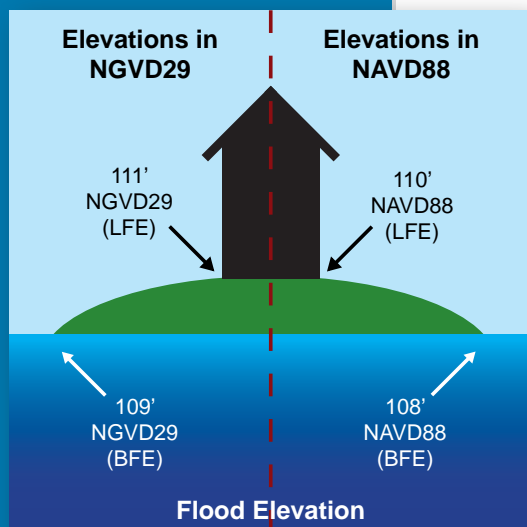 Elevations in
NGVD29
Elevations in
NAVD88
111'
NGVD29
(LFE)
110'
NAVD88
(LFE)
109'
NGVD29
(BFE)
108'
NAVD88
(BFE)
Flood Elevation